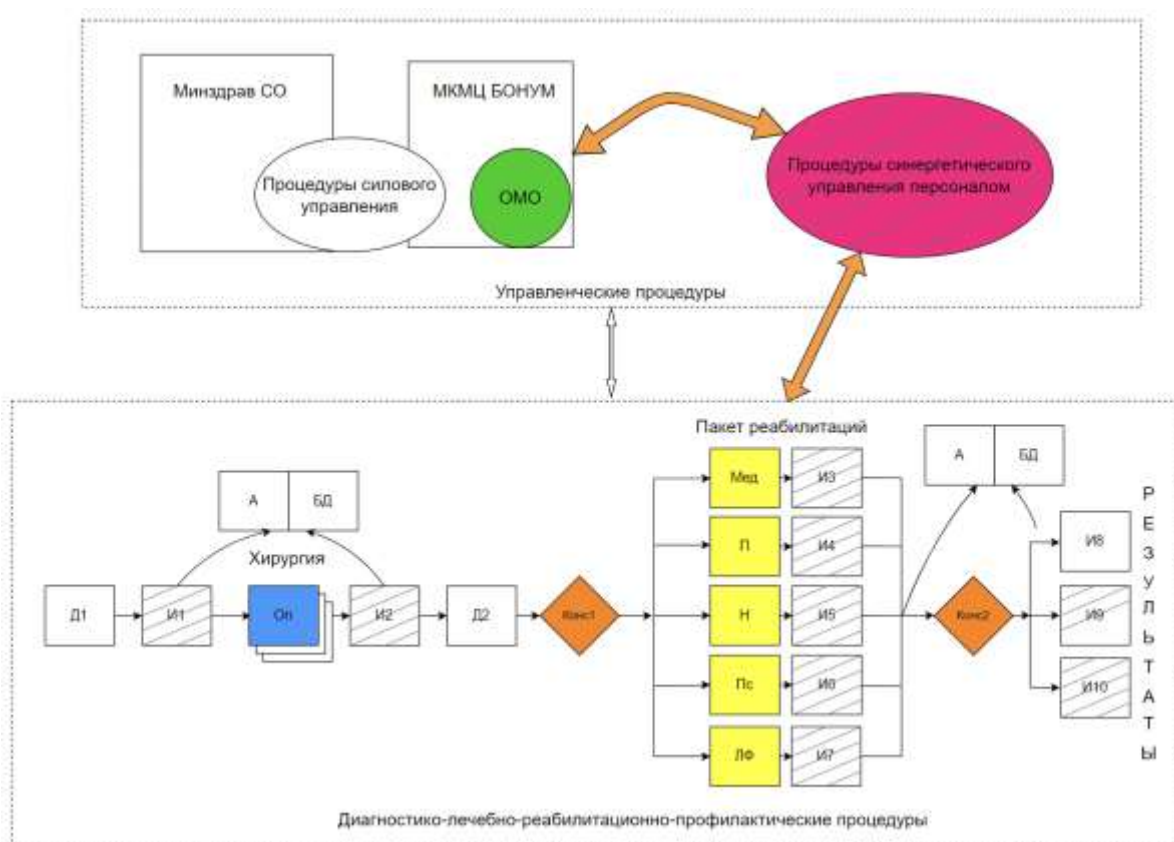 Минздрав СО
МКМЦ БОНУМ
Процедуры силового
управления
ОМО
Процедуры синергетического
управления персоналом
Управленческие процедуры
Пакет реабилитаций
А
БД
Хирургия
Д1
И1
Оп
И2
Д2
Конс1
Мед
И3
П
И4
Н
И5
Пс
И6
ЛФ
И7
А
БД
Конс2
И8
И9
И10
Р
Е
З
У
Л
Ь
Т
А
Т
Ы
Диагностико-лечебно-реабилитационно-профилактические процедуры